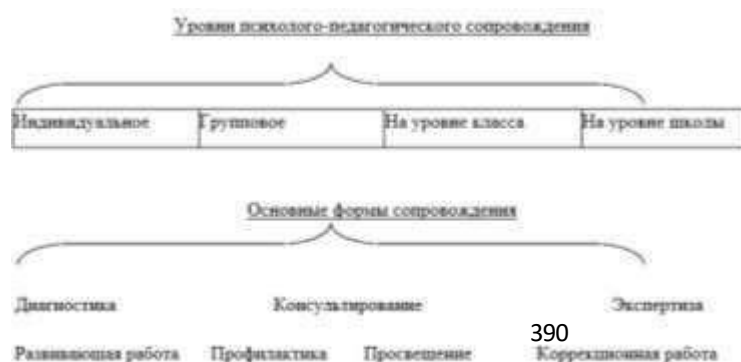 Уровни психолого-педагогического сопровождения
Индивидуальное Групповое На уровне класса На уровне школы
Основные формы сопровождения
Диагностика Консультирование Экспертиза
390
Развивающая работа Профилактика Просвещение Коррекционная работа